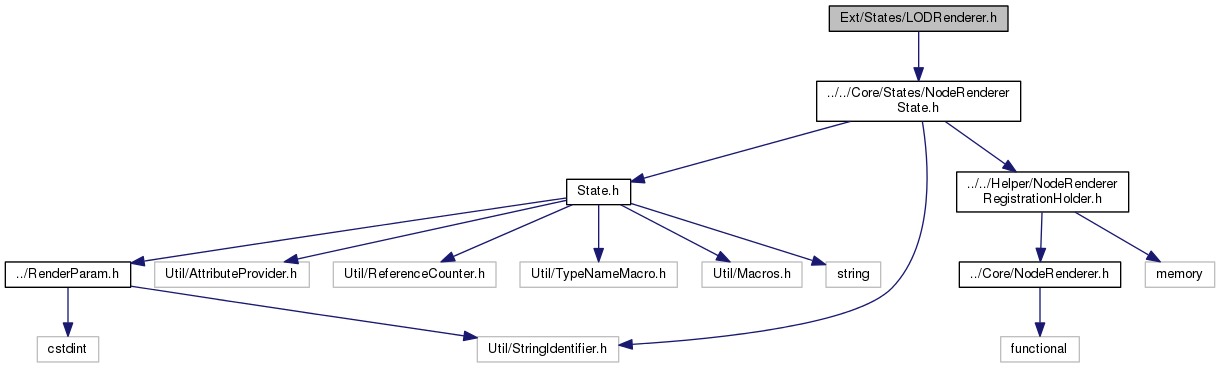 Ext/States/LODRenderer.h
../../Core/States/NodeRenderer
State.h
State.h
../../Helper/NodeRenderer
RegistrationHolder.h
../RenderParam.h
Util/AttributeProvider.h
Util/ReferenceCounter.h
Util/TypeNameMacro.h
Util/Macros.h
string
../Core/NodeRenderer.h
memory
cstdint
Util/StringIdentifier.h
functional